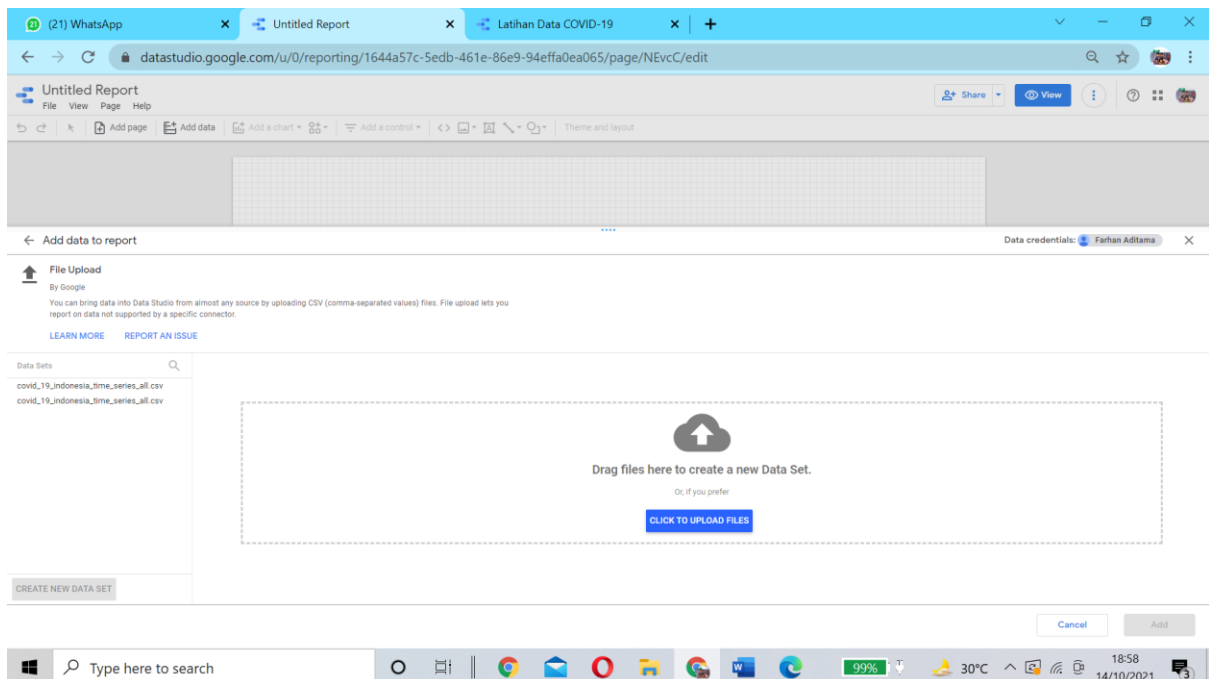 21 (21) WhatsApp Untitled Report Latihan Data COVID-19
datastudio.google.com/u/0/reporting/1644a57c-5edb-461e-86e9-94effa0ea065/page/NEvcC/edit
Untitled Report
File View Page Help
Share View
Add page Add data Add a chart Add a control Theme and layout
Add data to report Data credentials: Farhan Aditama
File Upload
By Google
You can bring data into Data Studio from almost any source by uploading CSV (comma-separated values) files. File upload lets you
report on data not supported by a specific connector.
LEARN MORE REPORT AN ISSUE
Data Sets
covid_19_indonesia_time_series_all.csv
covid_19_indonesia_time_series_all.csv
Drag files here to create a new Data Set.
Or, if you prefer
CLICK TO UPLOAD FILES
CREATE NEW DATA SET
Cancel Add
Type here to search 99% 30°C 18:58
14/10/2021 3